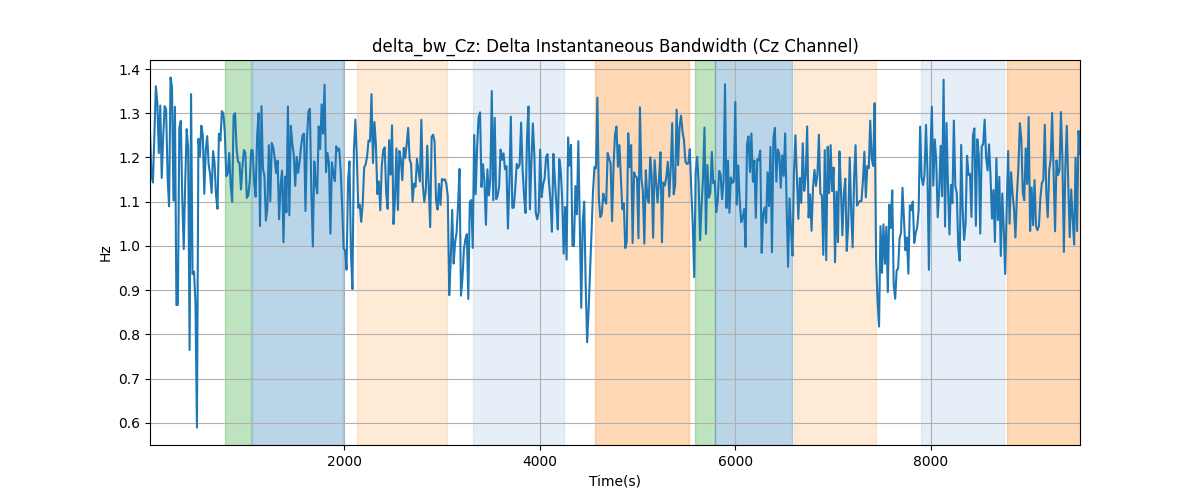 delta_bw_Cz: Delta Instantaneous Bandwidth (Cz Channel)
1.4
1.3
1.2
1.1
1.0
0.9
0.8
0.7
0.6
Hz
2000 4000 6000 8000
Time(s)